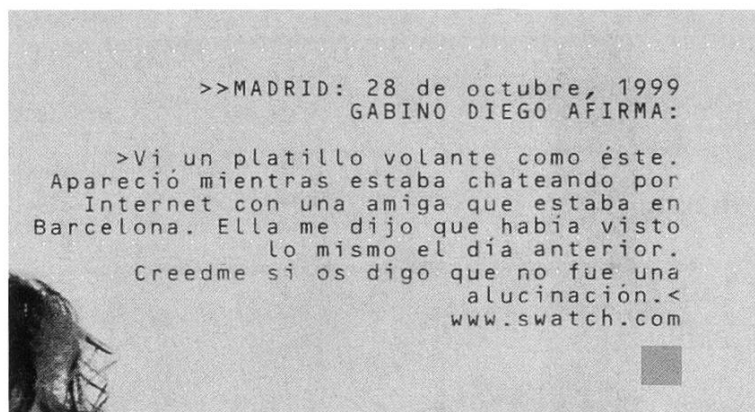 >>MADRID: 28 de octubre, 1999
GABINO DIEGO AFIRMA:
>Vi un platillo volante como éste.
Apareció mientras estaba chateando por
Internet con una amiga que estaba en
Barcelona. Ella me dijo que había visto
lo mismo el día anterior.
Creedme si os digo que no fue una
alucinación.<
www.swatch.com